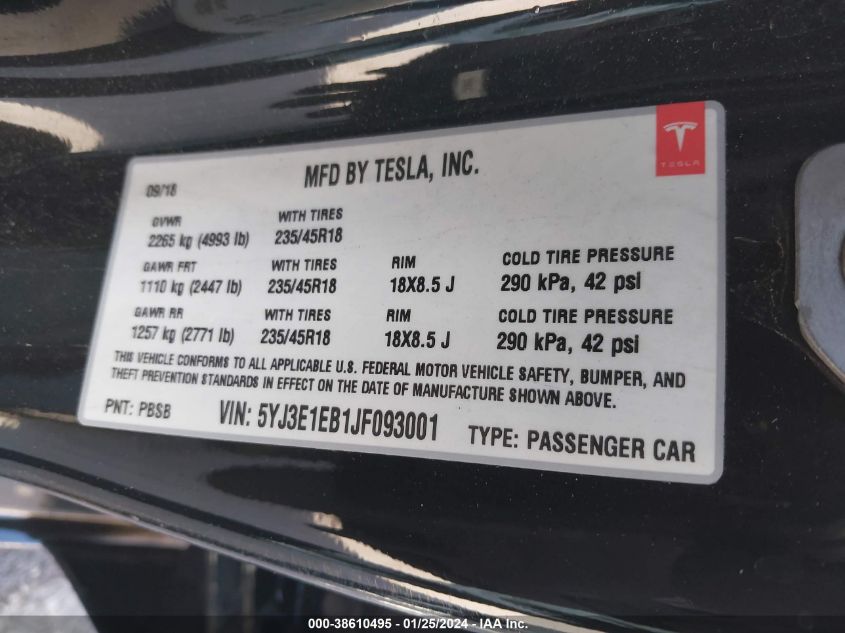 MFD BY TESLA, INC.
TESLA
09/18
GVWR WITH TIRES
2265 kg (4993 lb) 235/45R18
GAWR FRT WITH TIRES RIM COLD TIRE PRESSURE
1110 kg (2447 lb) 235/45R18 18X8.5 J 290 kPa, 42 psi
GAWR RR WITH TIRES RIM COLD TIRE PRESSURE
1257 kg (2771 lb) 235/45R18 18X8.5 J 290 kPa, 42 psi
THIS VEHICLE CONFORMS TO ALL APPLICABLE U.S. FEDERAL MOTOR VEHICLE SAFETY, BUMPER, AND
THEFT PREVENTION STANDARDS IN EFFECT ON THE DATE OF MANUFACTURE SHOWN ABOVE.
PNT: PBSB VIN: 5YJ3E1EB1JF093001 TYPE: PASSENGER CAR
000-38610495 - 01/25/2024 - IAA Inc.